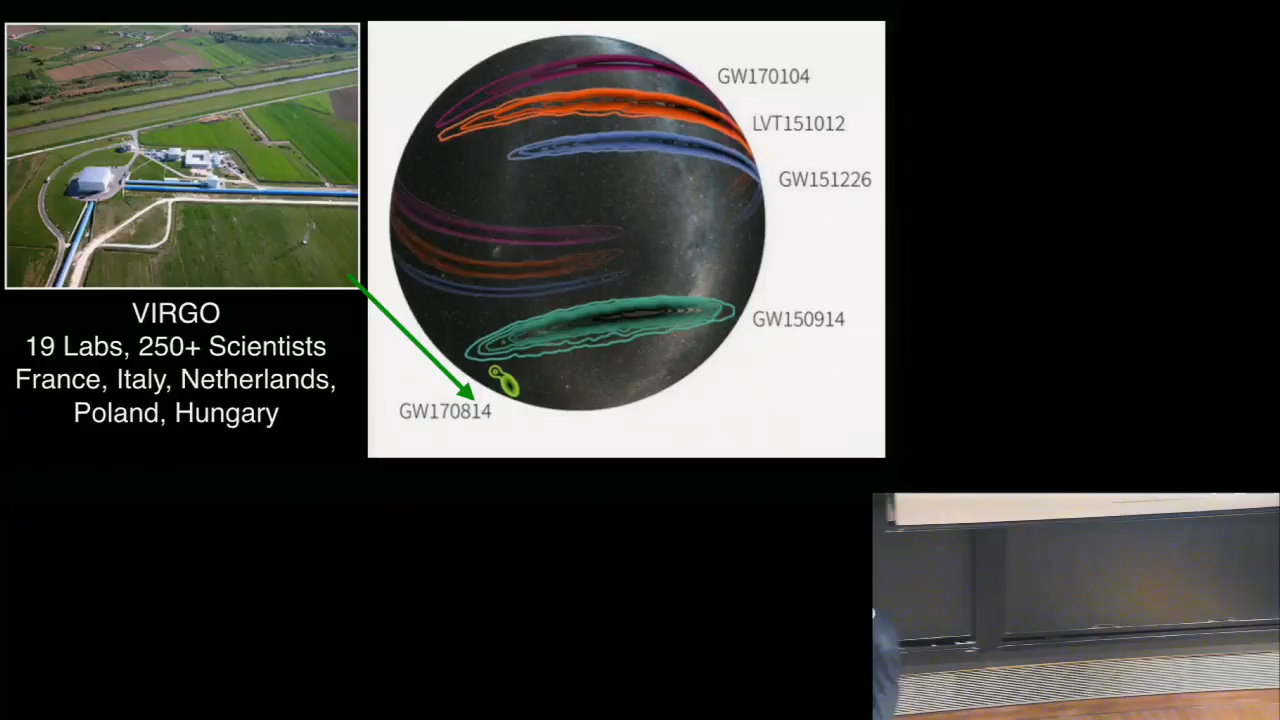 VIRGO
19 Labs, 250+ Scientists
France, Italy, Netherlands,
Poland, Hungary
GW170104
LVT151012
GW151226
GW150914
GW170814